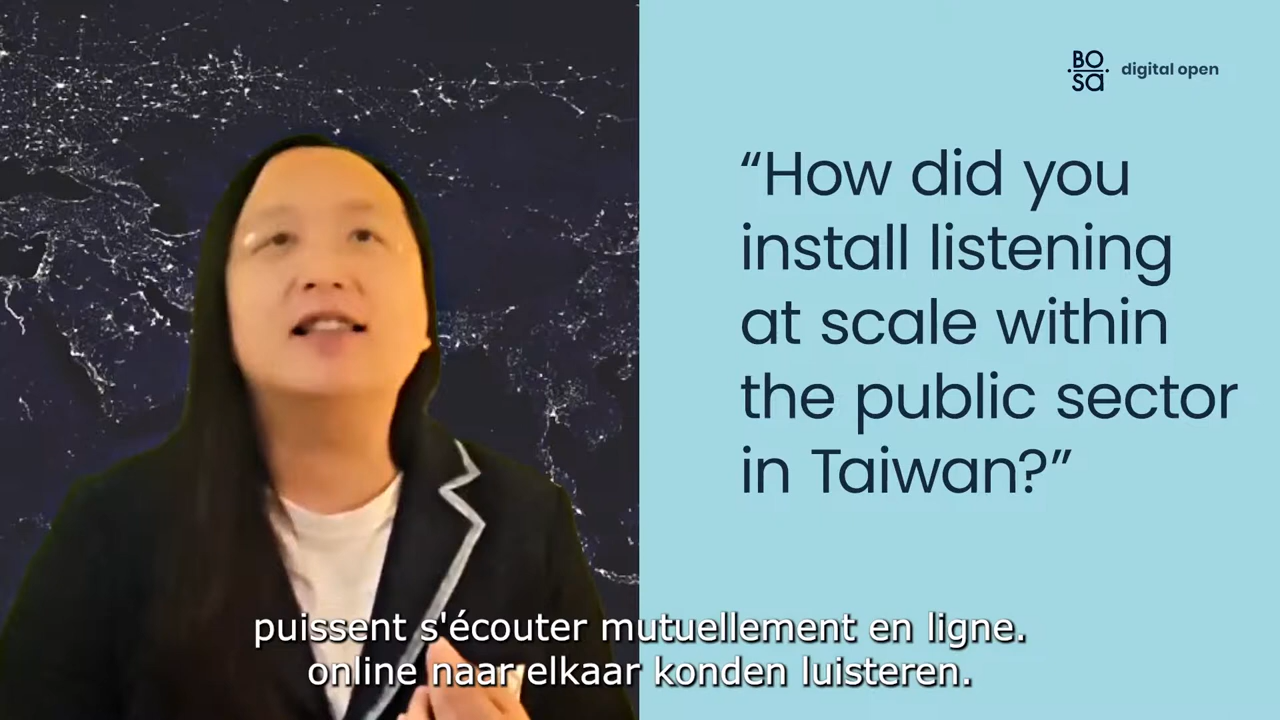 BO
sa
digital open
“How did you
install listening
at scale within
the public sector
in Taiwan?”
puissent s'écouter mutuellement en ligne.
online naar elkaar konden luisteren.